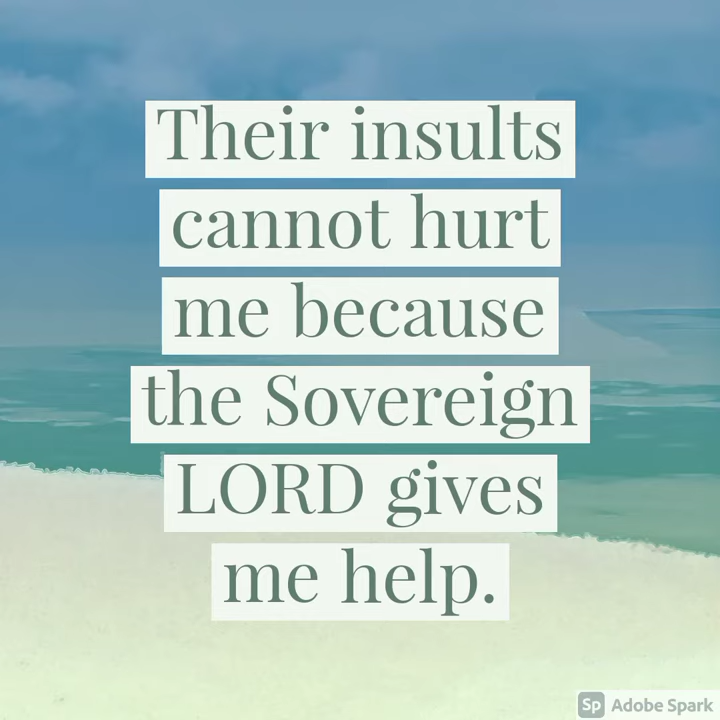 Their insults
cannot hurt
me because
the Sovereign
LORD gives
me help.
Sp Adobe Spark